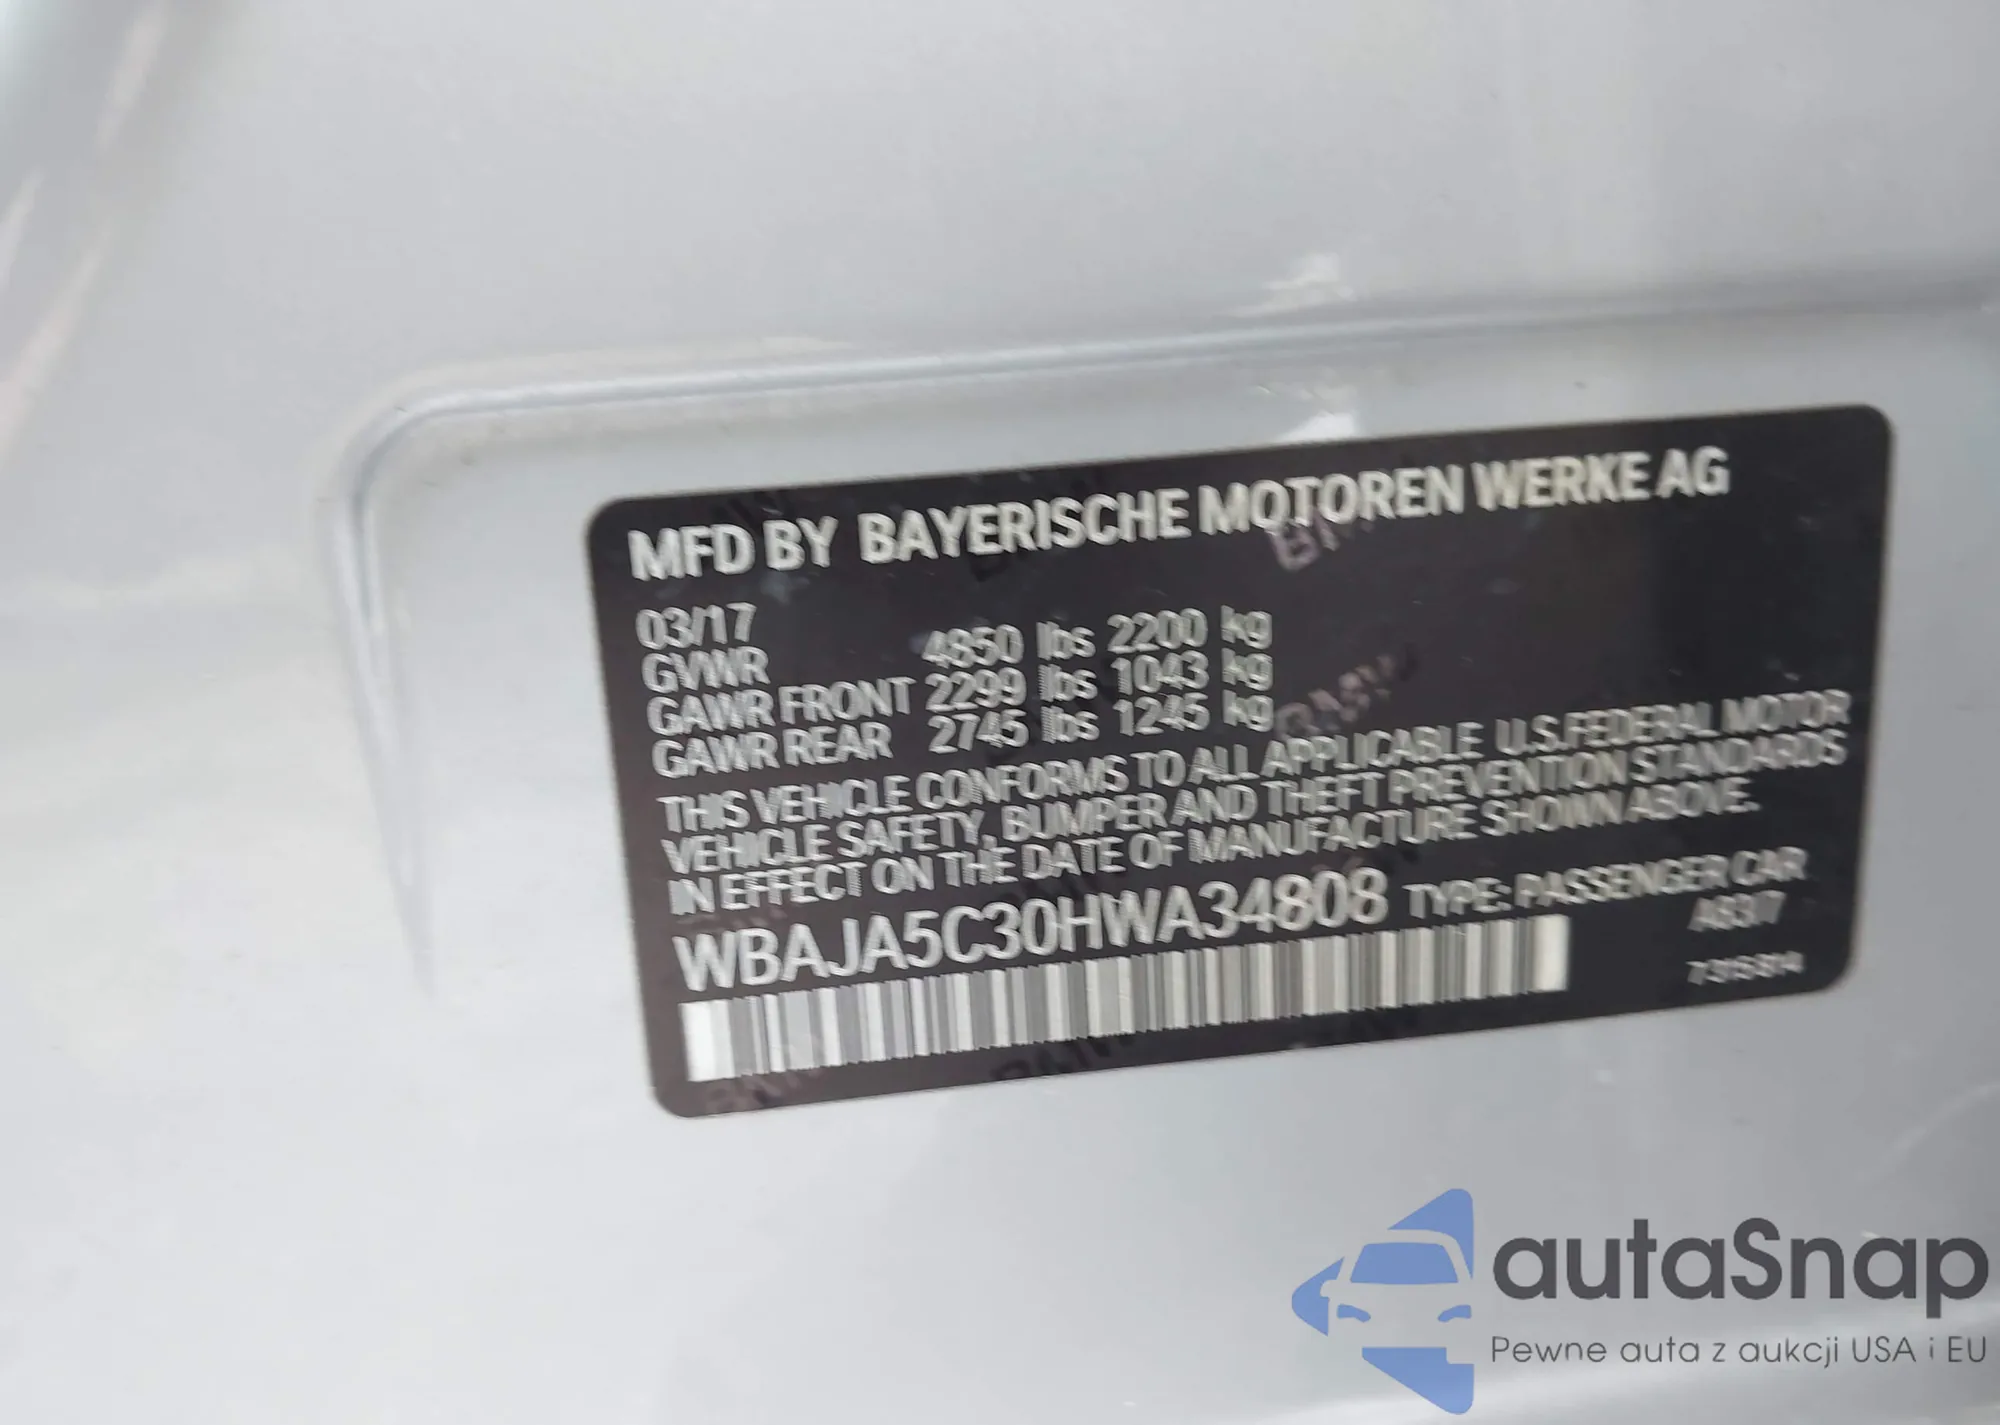 MFD BY BAYERISCHE MOTOREN WERKE AG
03/17
GVWR 4850 lbs 2200 kg
GAWR FRONT 2299 lbs 1043 kg
GAWR REAR 2745 lbs 1245 kg
THIS VEHICLE CONFORMS TO ALL APPLICABLE U.S.FEDERAL MOTOR
VEHICLE SAFETY, BUMPER AND THEFT PREVENTION STANDARDS
IN EFFECT ON THE DATE OF MANUFACTURE SHOWN ABOVE.
WBAJA5C30HWA34808 TYPE: PASSENGER CAR
autaSnap
Pewne auta z aukcji USA i EU